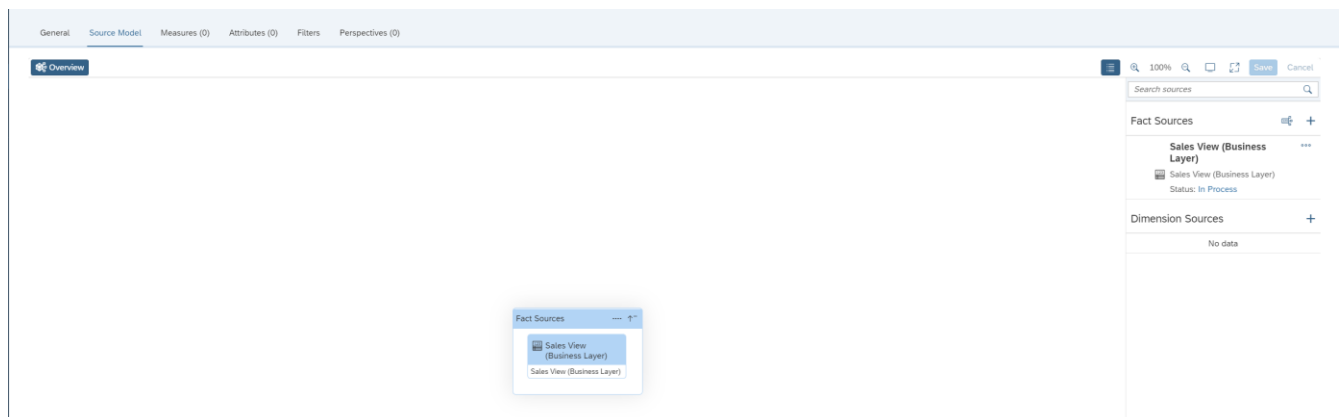 General Source Model Measures (0) Attributes (0) Filters Perspectives (0)
Overview 100% Save Cancel
Search sources
Fact Sources
Sales View (Business
Layer)
Sales View (Business Layer)
Status: In Process
Dimension Sources
No data
Fact Sources
Sales View
(Business Layer)
Sales View (Business Layer)